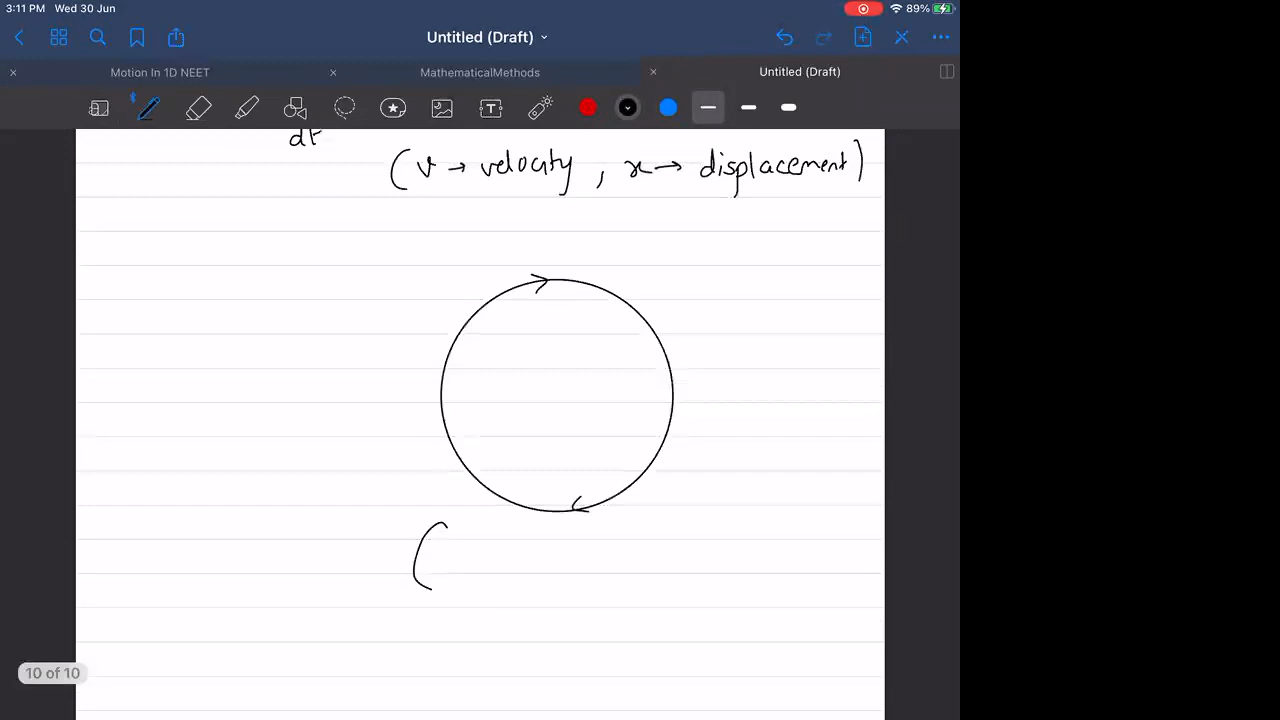 3:11 PM Wed 30 Jun 89%
Untitled (Draft)
Motion In 1D NEET MathematicalMethods Untitled (Draft)
dt
(v → velocity, x → displacement)
(
10 of 10